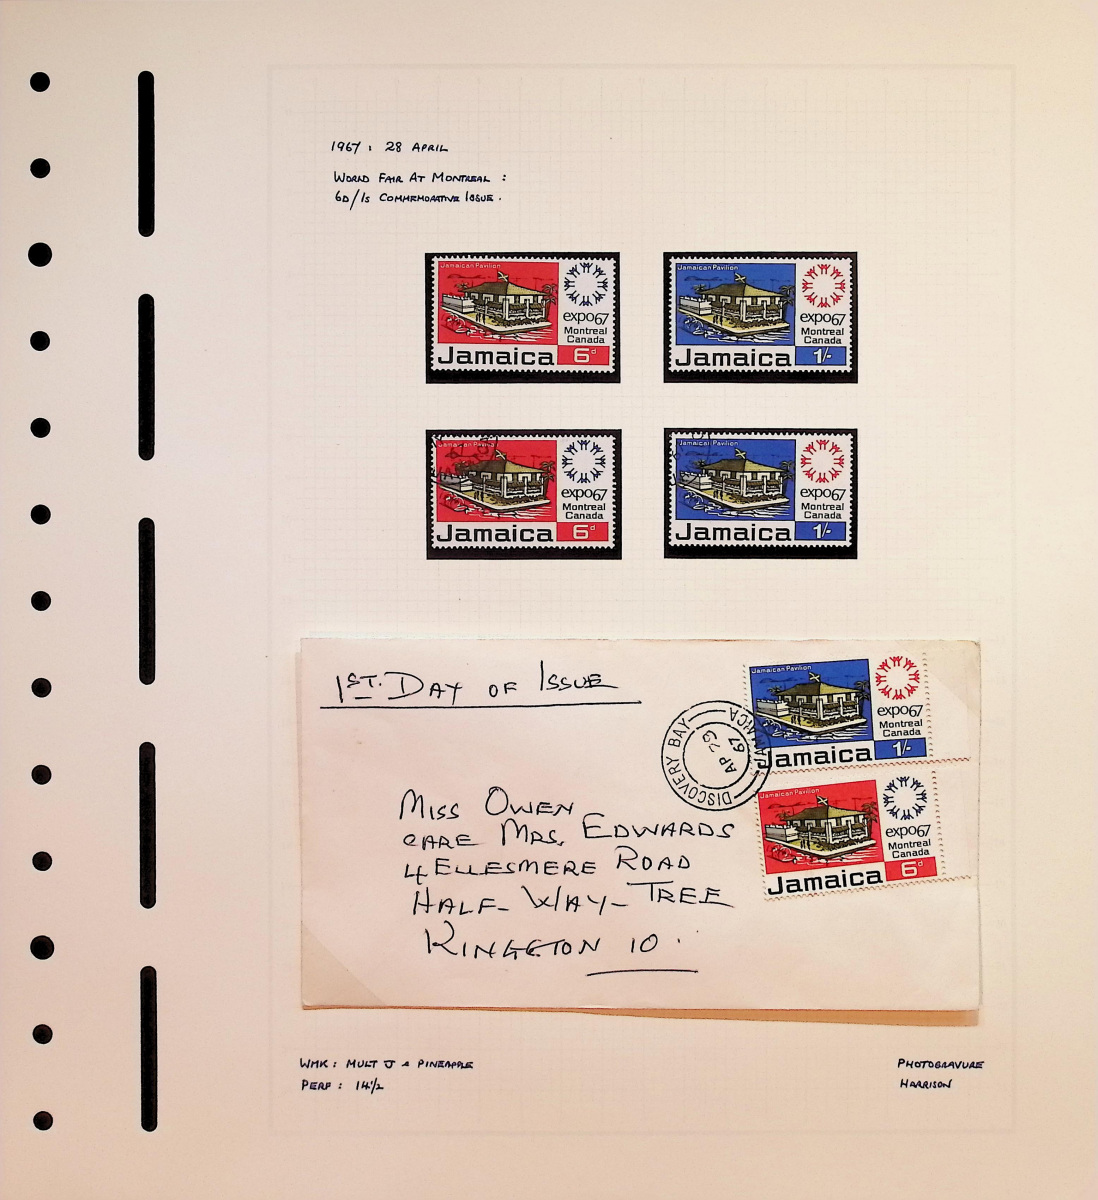 1967 : 28 APRIL
WORLD FAIR AT MONTREAL :
6D/1S COMMEMORATIVE ISSUE.
Jamaican Pavilion
expo67
Montreal
Canada
Jamaica 6d
Jamaican Pavilion
expo67
Montreal
Canada
Jamaica 1/-
Jamaican Pavilion
expo67
Montreal
Canada
Jamaica 6d
Jamaican Pavilion
expo67
Montreal
Canada
Jamaica 1/-
1ST. DAY OF ISSUE
Jamaican Pavilion
expo67
Montreal
Canada
Jamaica 1/-
DISCOVERY BAY
JAMAICA
AP 29
67
Jamaican Pavilion
expo67
Montreal
Canada
Jamaica 6d
MISS OWEN
CARE MRS. EDWARDS
4 ELLESMERE ROAD
HALF-WAY-TREE
KINGSTON 10.
WMK : MULT J & PINEAPPLE
PERF : 14½
PHOTOGRAVURE
HARRISON